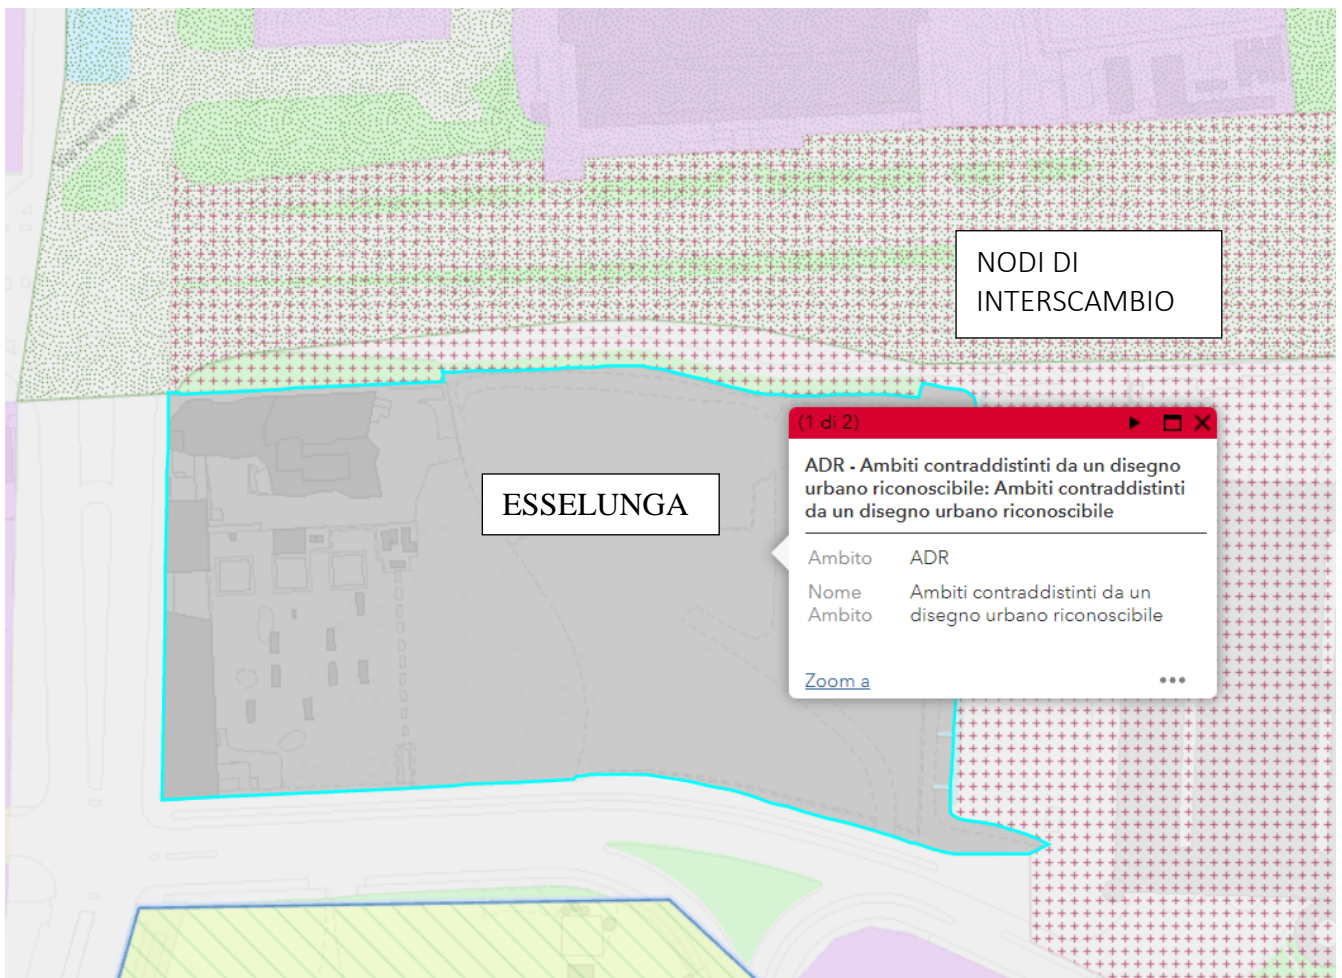 NODI DI
INTERSCAMBIO
(1 di 2)
ADR - Ambiti contraddistinti da un disegno
urbano riconoscibile: Ambiti contraddistinti
da un disegno urbano riconoscibile
ESSELUNGA
Ambito ADR
Nome Ambiti contraddistinti da un
Ambito disegno urbano riconoscibile
Zoom a